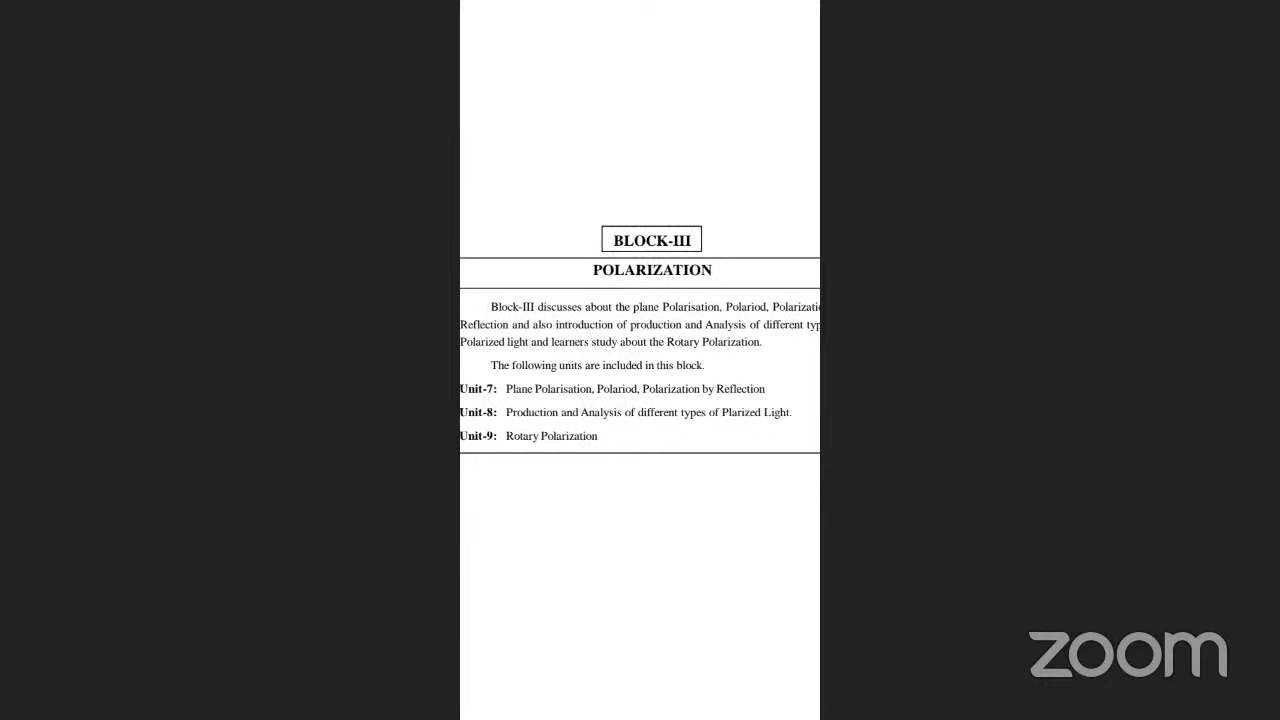 BLOCK-III
POLARIZATION
Block-III discusses about the plane Polarisation, Polariod, Polarizatio
Reflection and also introduction of production and Analysis of different typ
Polarized light and learners study about the Rotary Polarization.
The following units are included in this block.
Unit-7: Plane Polarisation, Polariod, Polarization by Reflection
Unit-8: Production and Analysis of different types of Plarized Light.
Unit-9: Rotary Polarization
zoom